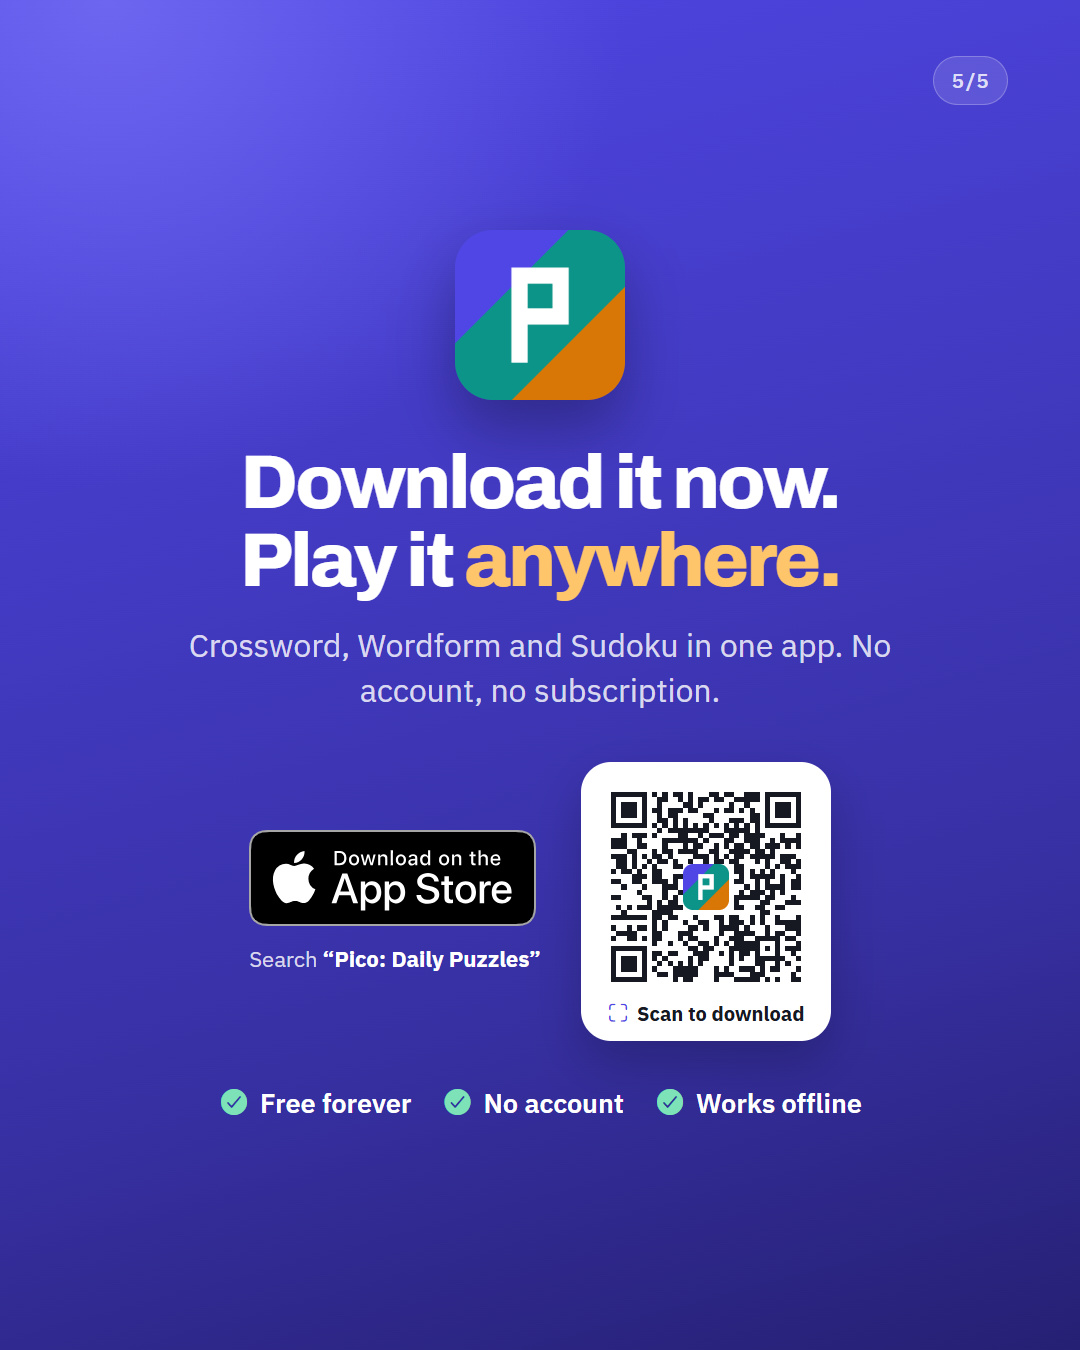 5/5
P
Download it now.
Play it anywhere.
Crossword, Wordform and Sudoku in one app. No
account, no subscription.
Download on the
App Store
Search “Pico: Daily Puzzles”
P
Scan to download
Free forever
No account
Works offline